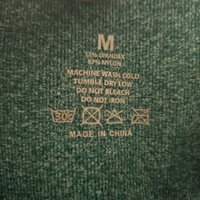 M
13% SPANDEX
87% NYLON
MACHINE WASH COLD
TUMBLE DRY LOW
DO NOT BLEACH
DO NOT IRON
30
MADE IN CHINA